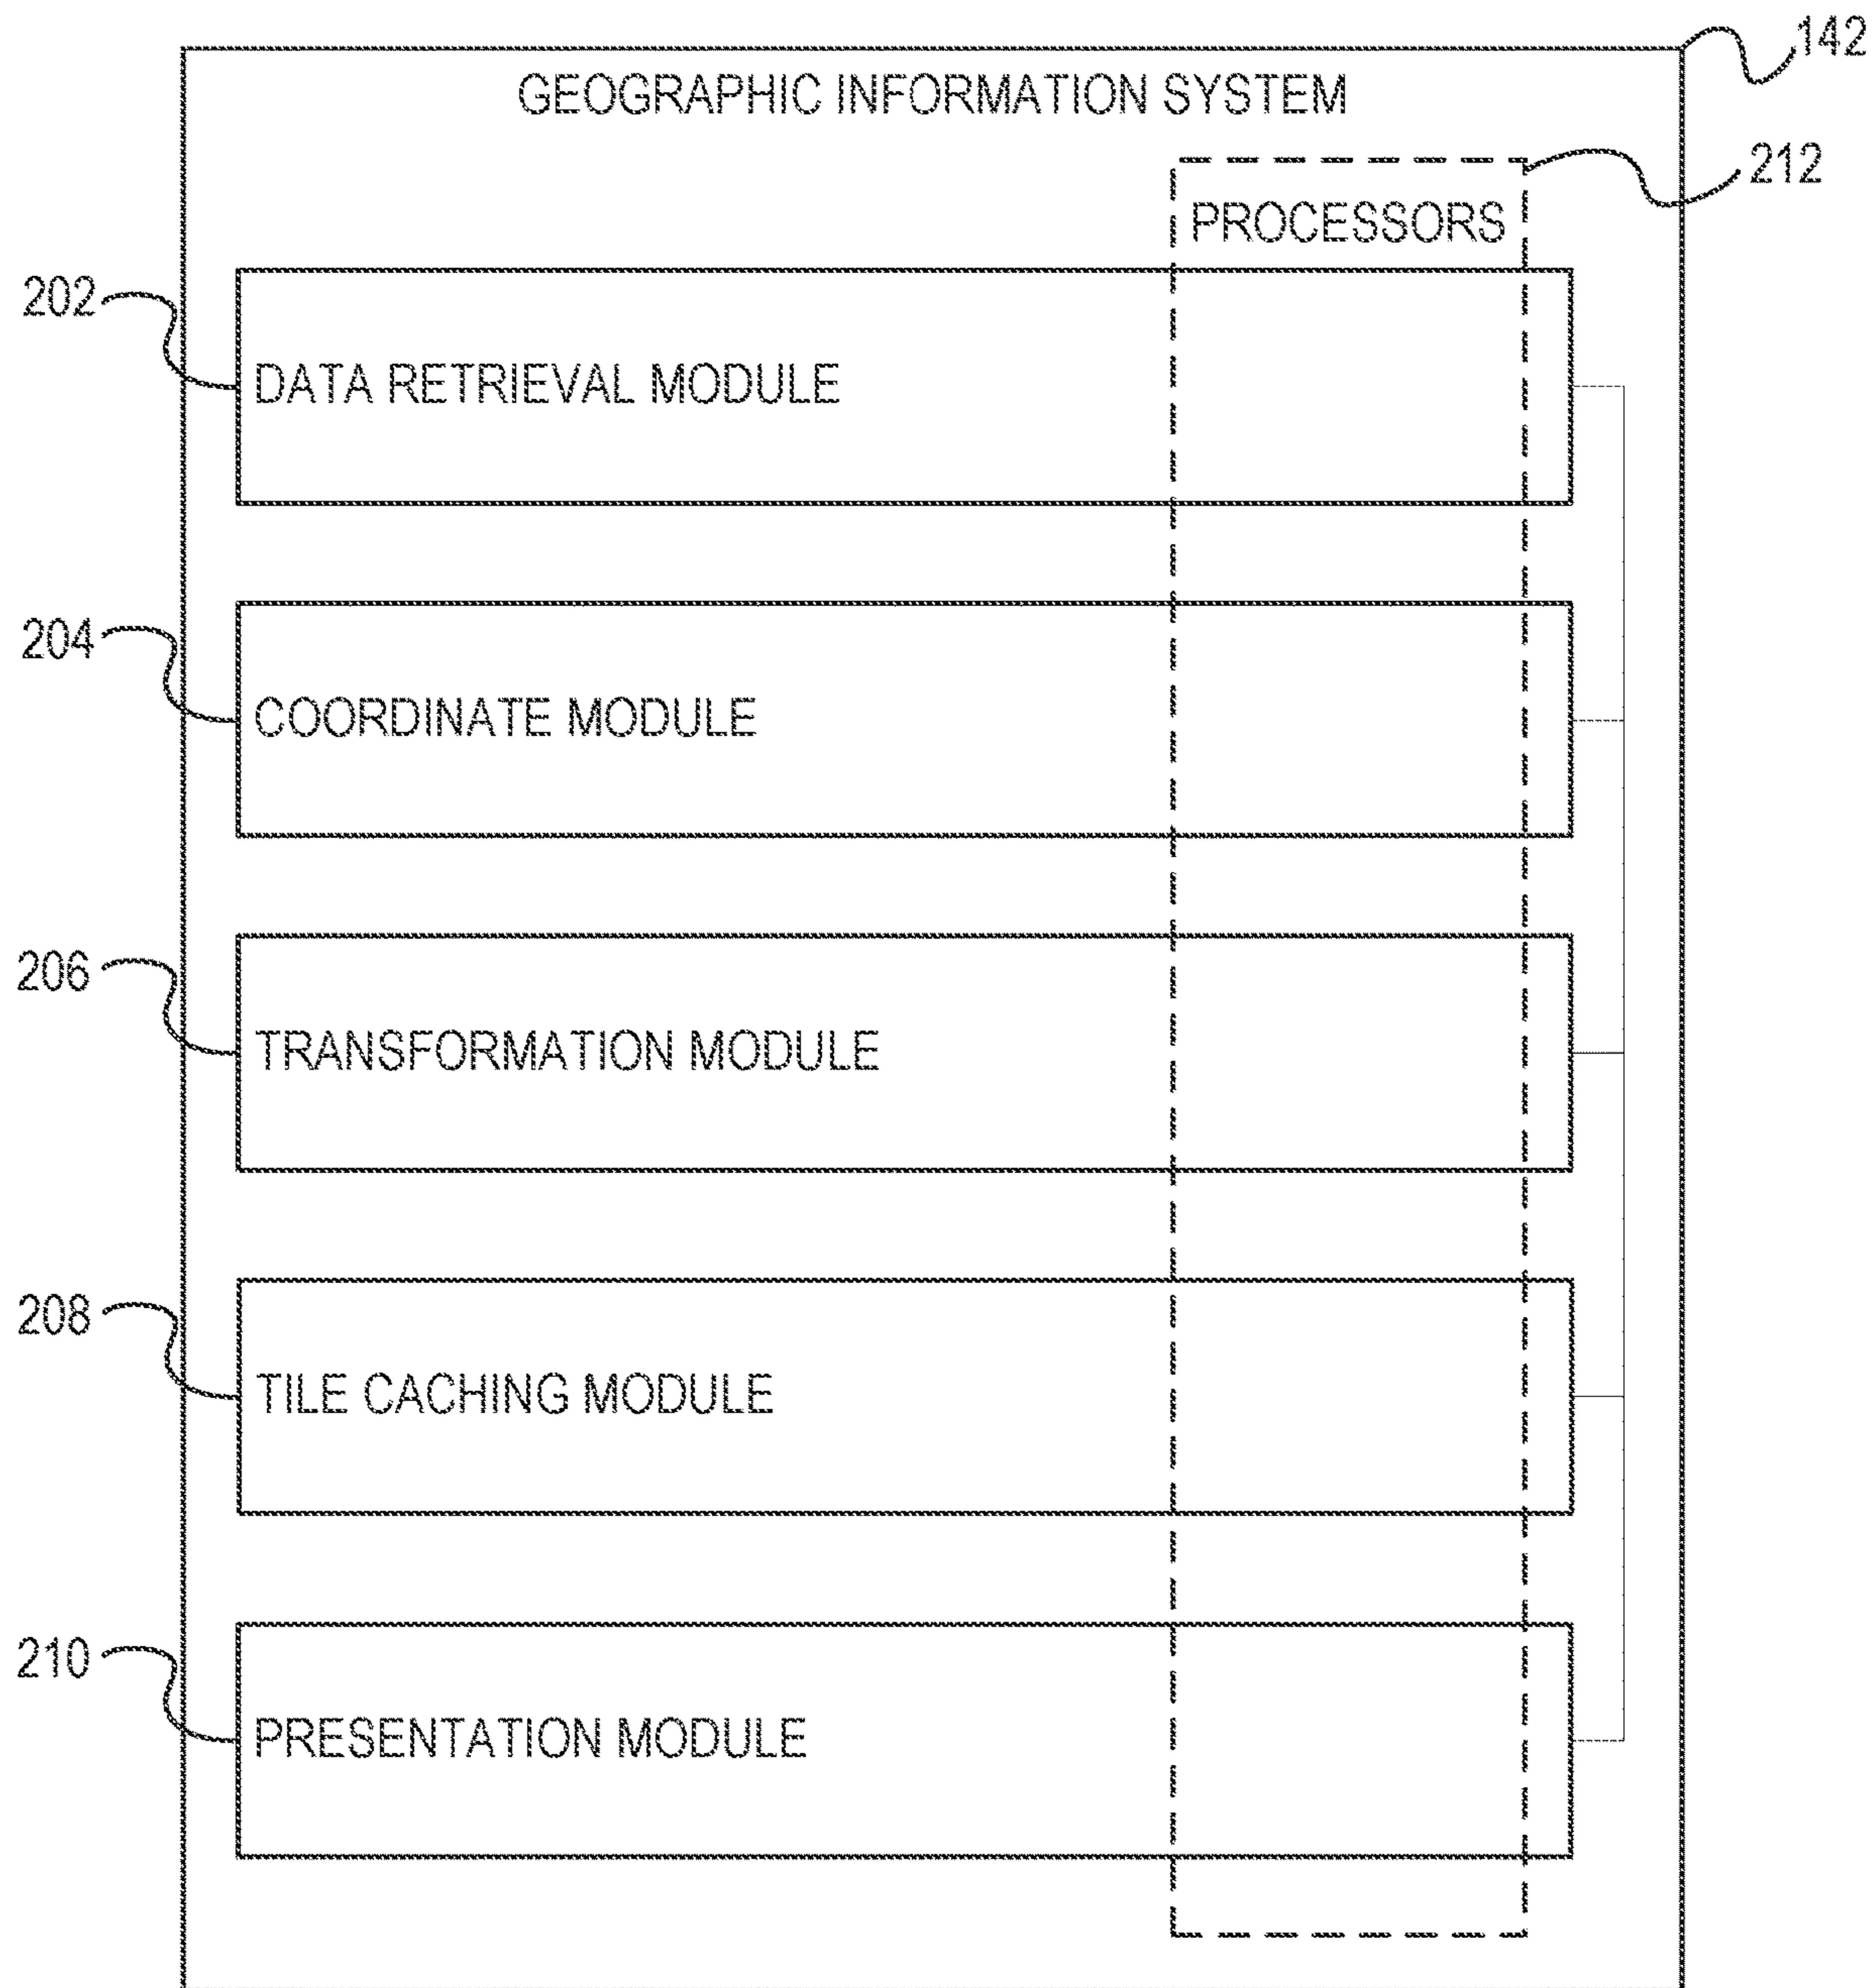 142
GEOGRAPHIC INFORMATION SYSTEM
212
PROCESSORS
202
DATA RETRIEVAL MODULE
204
COORDINATE MODULE
206
TRANSFORMATION MODULE
208
TILE CACHING MODULE
210
PRESENTATION MODULE